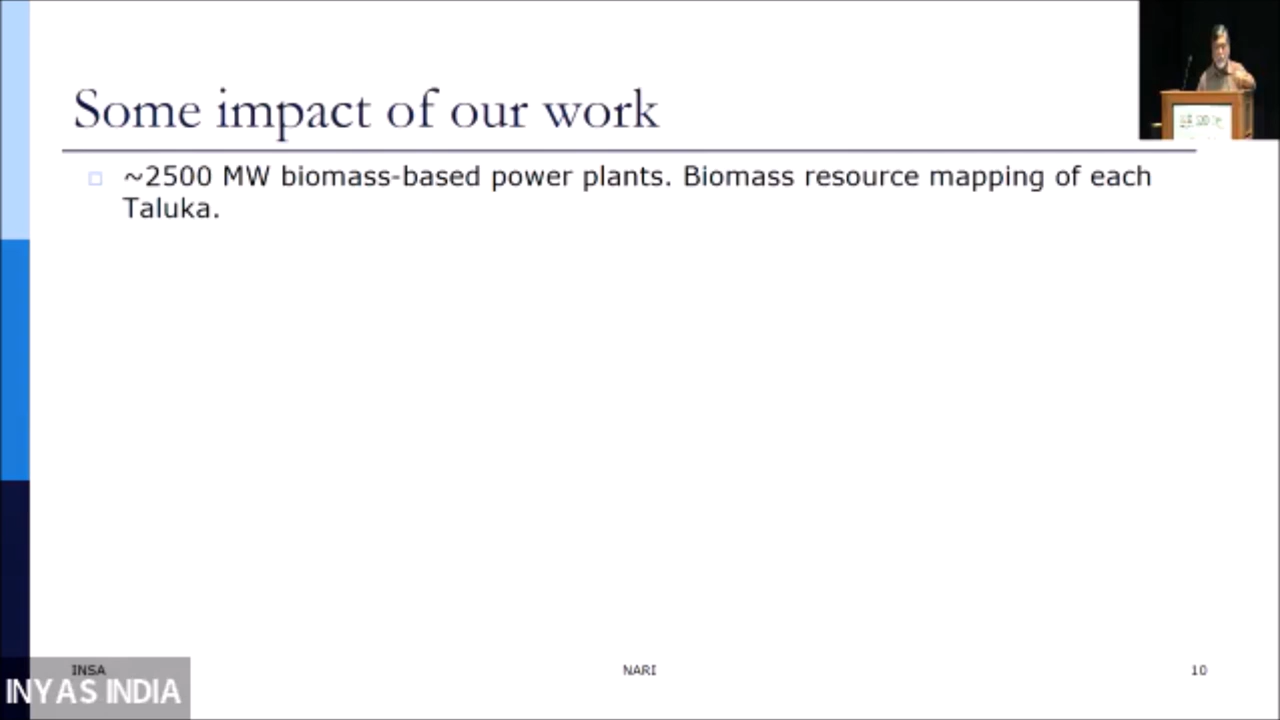 Some impact of our work
~2500 MW biomass-based power plants. Biomass resource mapping of each
Taluka.
INSA
NARI
10
INYAS INDIA